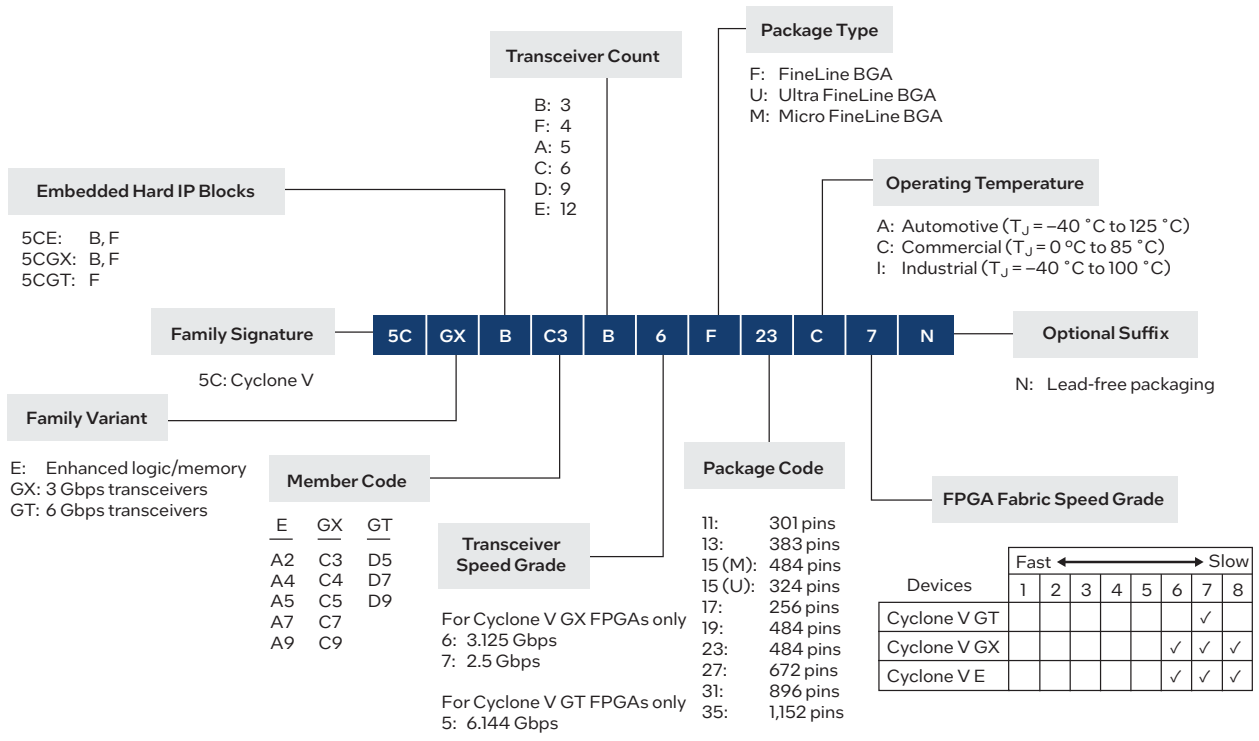 Package Type
F: FineLine BGA
U: Ultra FineLine BGA
M: Micro FineLine BGA
Transceiver Count
B: 3
F: 4
A: 5
C: 6
D: 9
E: 12
Embedded Hard IP Blocks
5CE: B, F
5CGX: B, F
5CGT: F
Operating Temperature
A: Automotive (TJ = –40 ˚C to 125 ˚C)
C: Commercial (TJ = 0 ºC to 85 ˚C)
I: Industrial (TJ = –40 ˚C to 100 ˚C)
Family Signature
5C: Cyclone V
5C GX B C3 B 6 F 23 C 7 N
Optional Suffix
N: Lead-free packaging
Family Variant
E: Enhanced logic/memory
GX: 3 Gbps transceivers
GT: 6 Gbps transceivers
Member Code
E GX GT
A2 C3 D5
A4 C4 D7
A5 C5 D9
A7 C7
A9 C9
Transceiver
Speed Grade
For Cyclone V GX FPGAs only
6: 3.125 Gbps
7: 2.5 Gbps
For Cyclone V GT FPGAs only
5: 6.144 Gbps
Package Code
11: 301 pins
13: 383 pins
15 (M): 484 pins
15 (U): 324 pins
17: 256 pins
19: 484 pins
23: 484 pins
27: 672 pins
31: 896 pins
35: 1,152 pins
FPGA Fabric Speed Grade
Fast Slow
Devices 1 2 3 4 5 6 7 8
Cyclone V GT ✓
Cyclone V GX ✓ ✓ ✓
Cyclone V E ✓ ✓ ✓